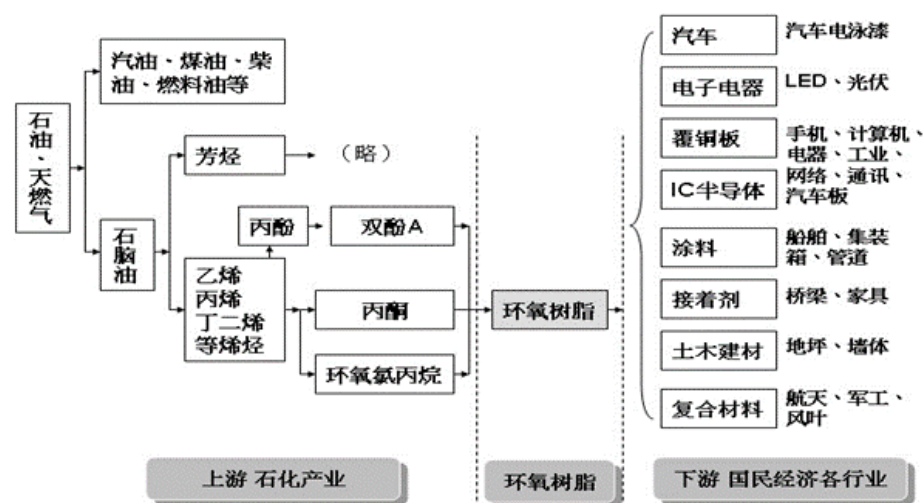 汽油、煤油、柴
油、燃料油等
石油、天燃气
芳烃
（略）
石脑油
丙酚
双酚A
乙烯
丙烯
丁二烯
等烯烃
丙酮
环氧氯丙烷
环氧树脂
汽车
汽车电泳漆
电子电器
LED、光伏
覆铜板
手机、计算机、
电器、工业、
IC半导体
网络、通讯、
汽车板
涂料
船舶、集装
箱、管道
接着剂
桥梁、家具
土木建材
地坪、墙体
复合材料
航天、军工、
风叶
上游 石化产业
环氧树脂
下游 国民经济各行业